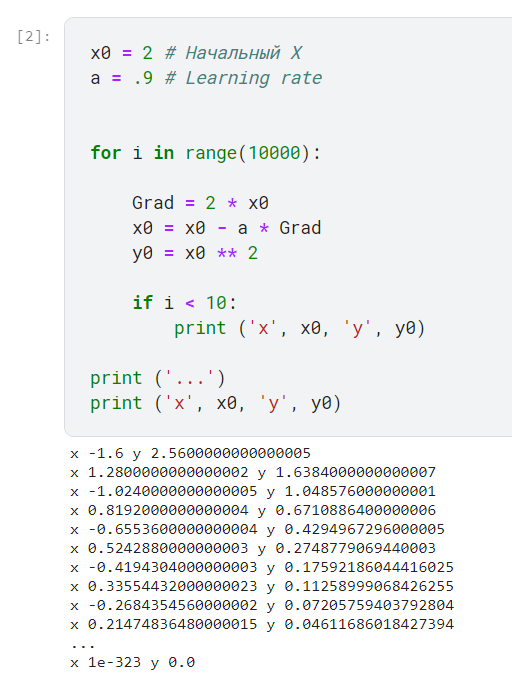 [2]:
x0 = 2 # Начальный X
a = .9 # Learning rate
for i in range(10000):
Grad = 2 * x0
x0 = x0 - a * Grad
y0 = x0 ** 2
if i < 10:
print ('x', x0, 'y', y0)
print ('...')
print ('x', x0, 'y', y0)
x -1.6 y 2.5600000000000005
x 1.2800000000000002 y 1.6384000000000007
x -1.0240000000000005 y 1.048576000000001
x 0.8192000000000004 y 0.6710886400000006
x -0.6553600000000004 y 0.4294967296000005
x 0.5242880000000003 y 0.2748779069440003
x -0.4194304000000003 y 0.17592186044416025
x 0.33554432000000023 y 0.11258999068426255
x -0.2684354560000002 y 0.07205759403792804
x 0.21474836480000015 y 0.04611686018427394
...
x 1e-323 y 0.0